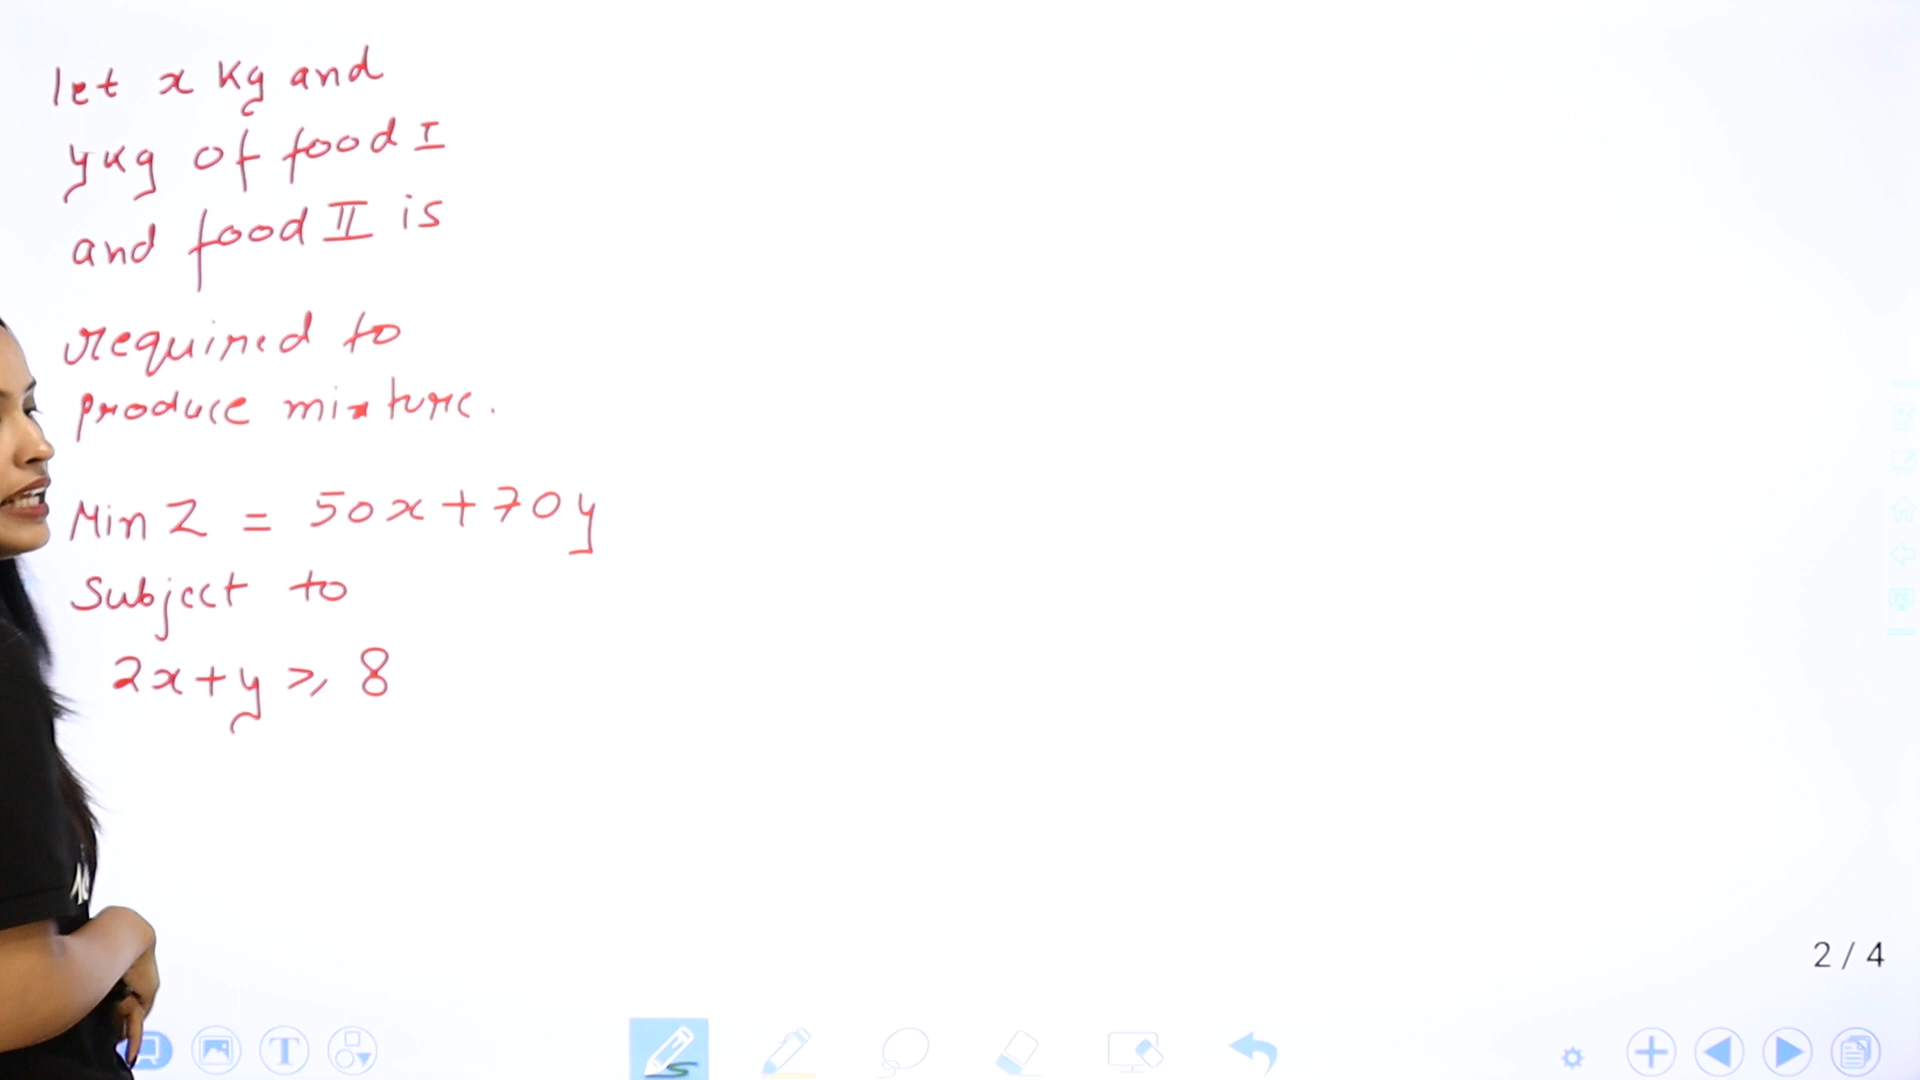 let x Kg and
y Kg of food I
and food II is
required to
produce mixture.
Min Z = 50x + 70y
Subject to
2x + y ≥ 8
2 / 4
T